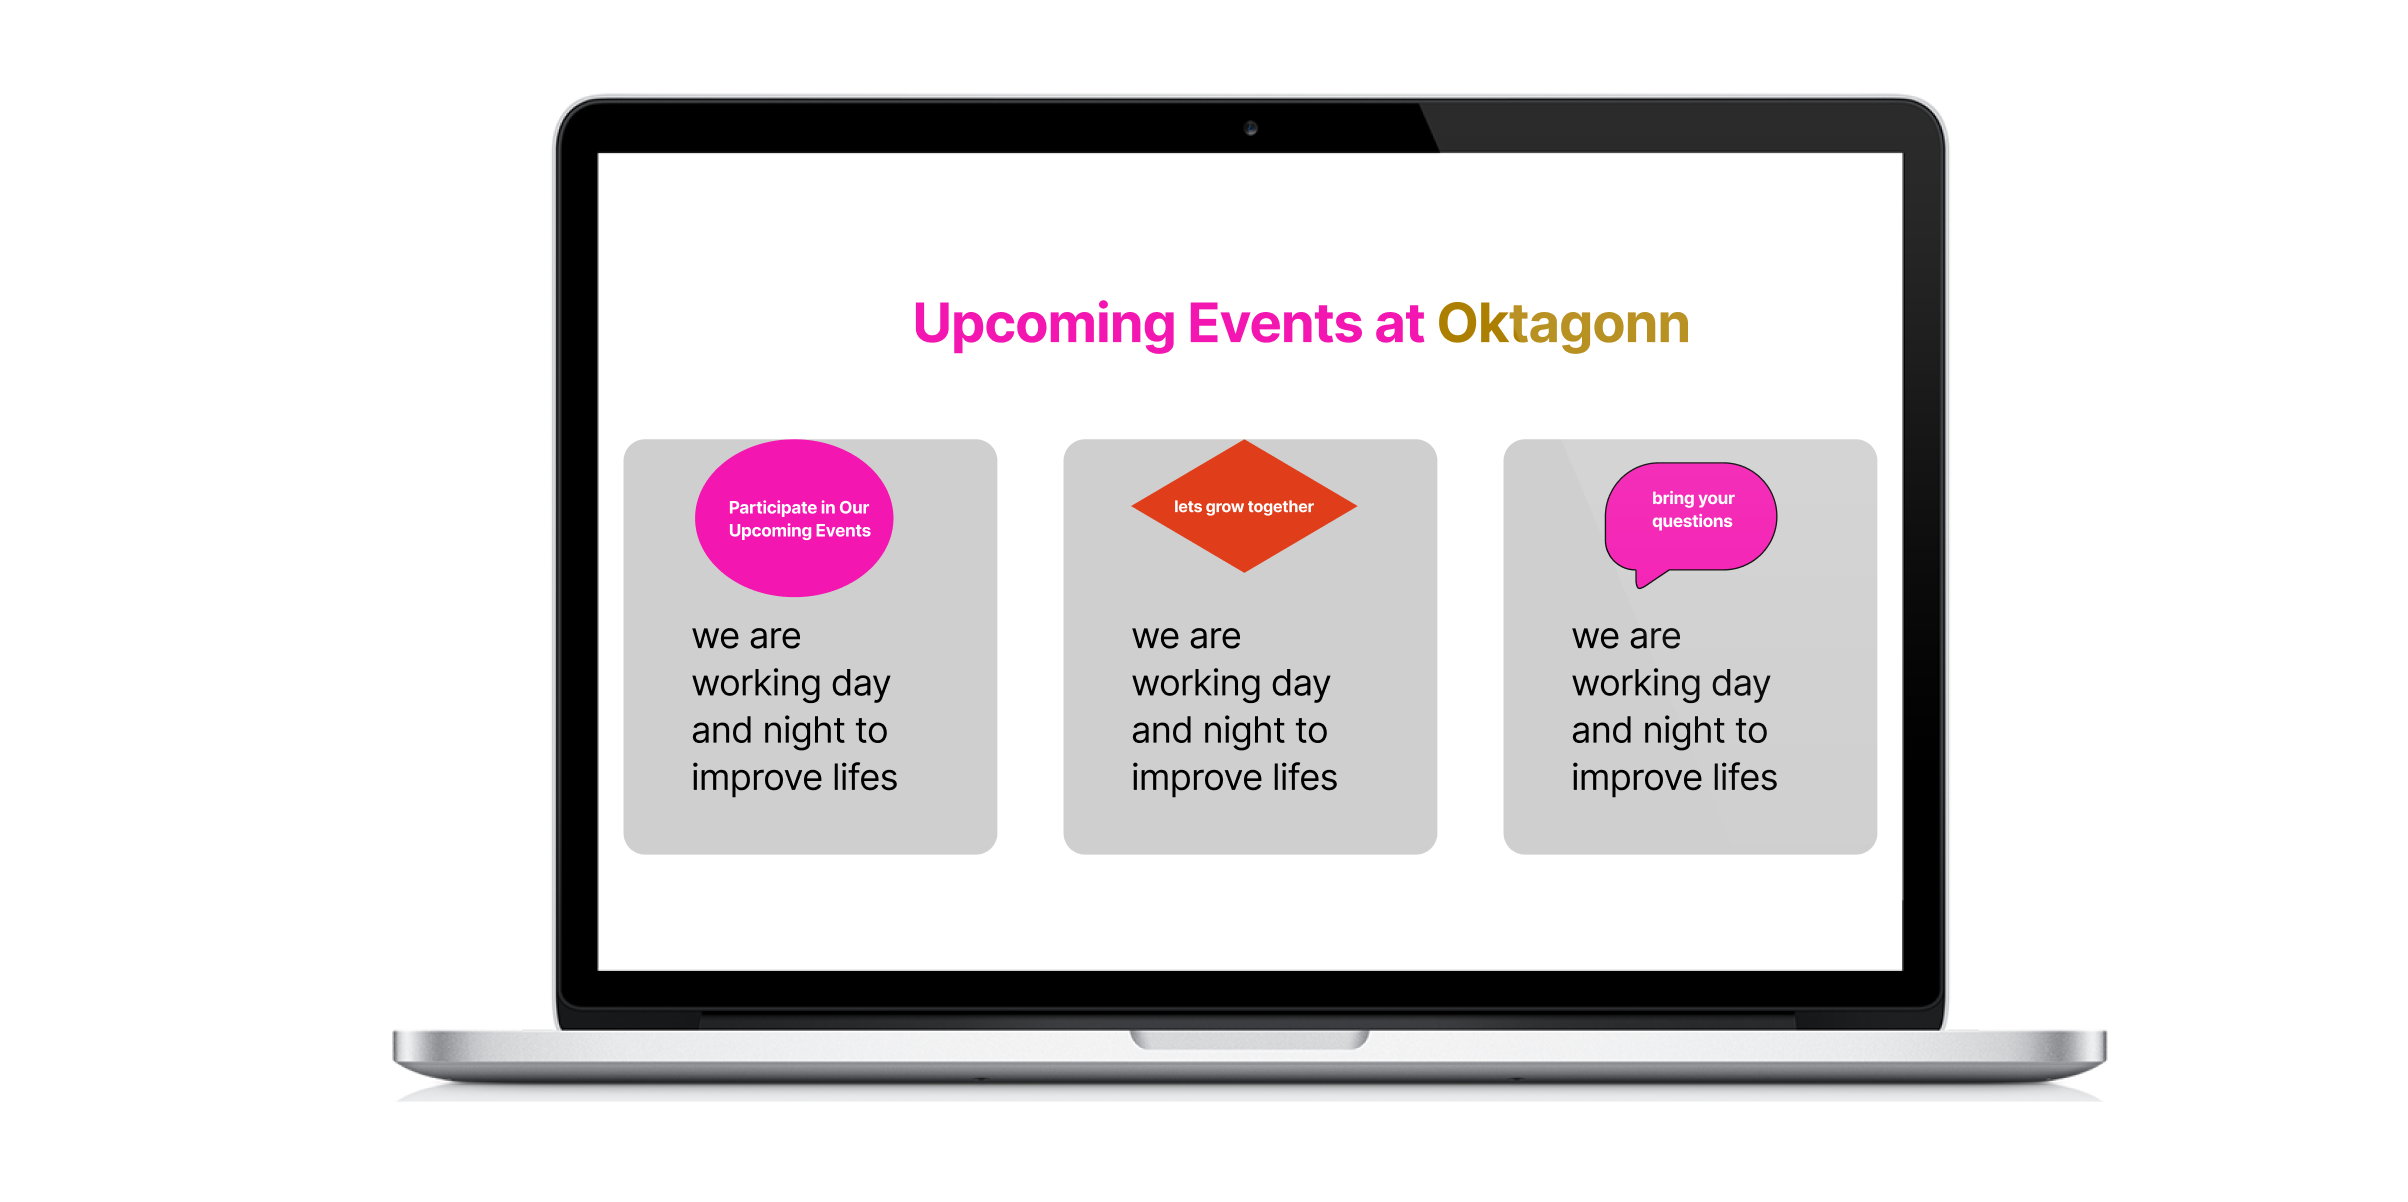 Upcoming Events at Oktagonn
Participate in Our
Upcoming Events
we are
working day
and night to
improve lifes
lets grow together
we are
working day
and night to
improve lifes
bring your
questions
we are
working day
and night to
improve lifes